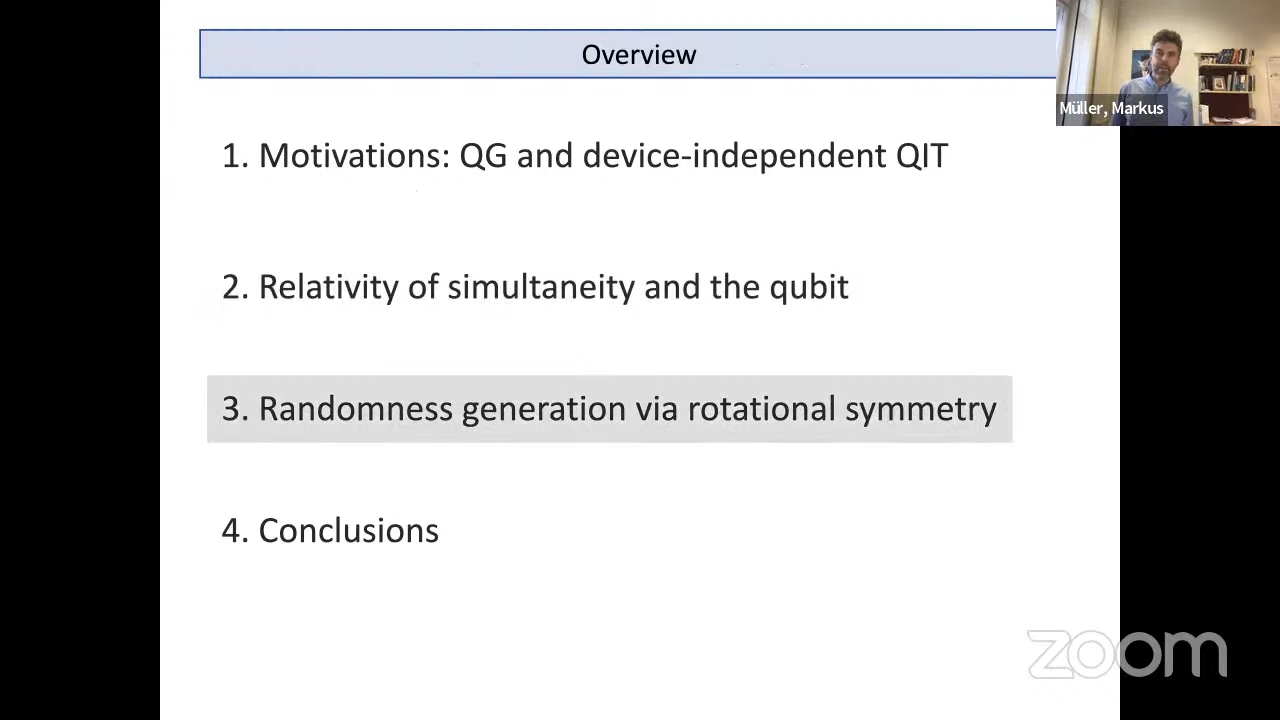 Overview
Müller, Markus
1. Motivations: QG and device-independent QIT
2. Relativity of simultaneity and the qubit
3. Randomness generation via rotational symmetry
4. Conclusions
zoom